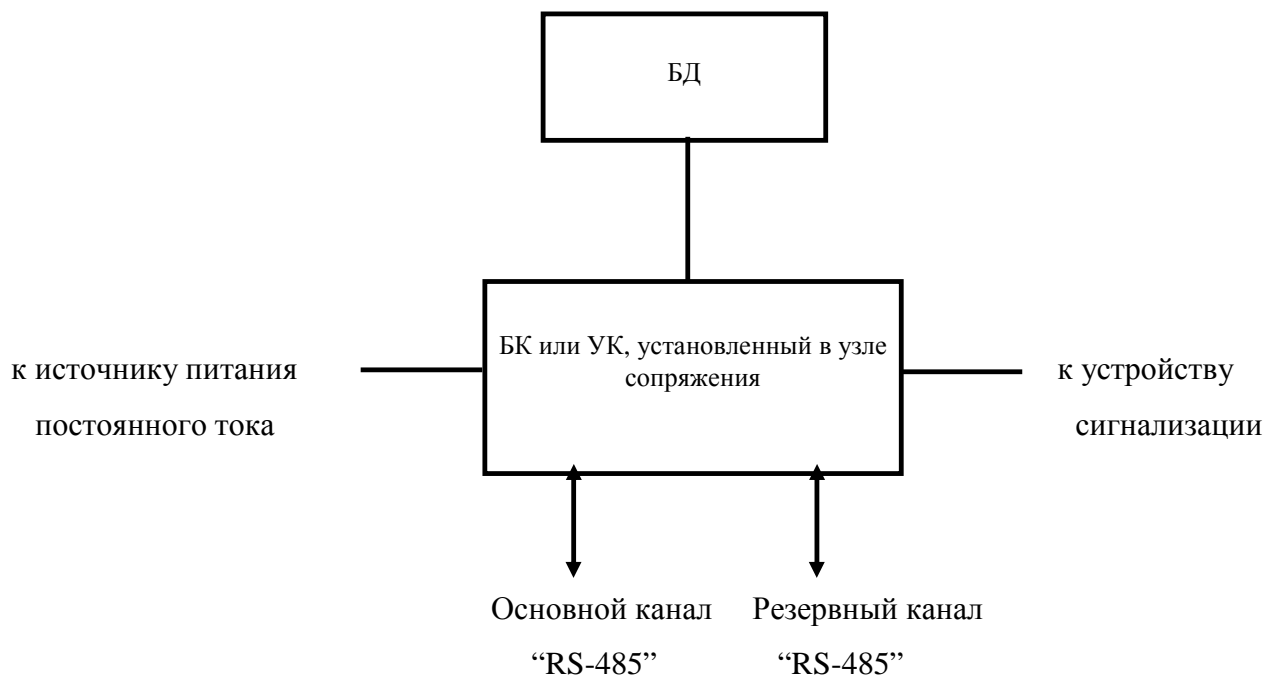 БД
БК или УК, установленный в узле
сопряжения
к источнику питания
постоянного тока
к устройству
сигнализации
Основной канал
“RS-485”
Резервный канал
“RS-485”